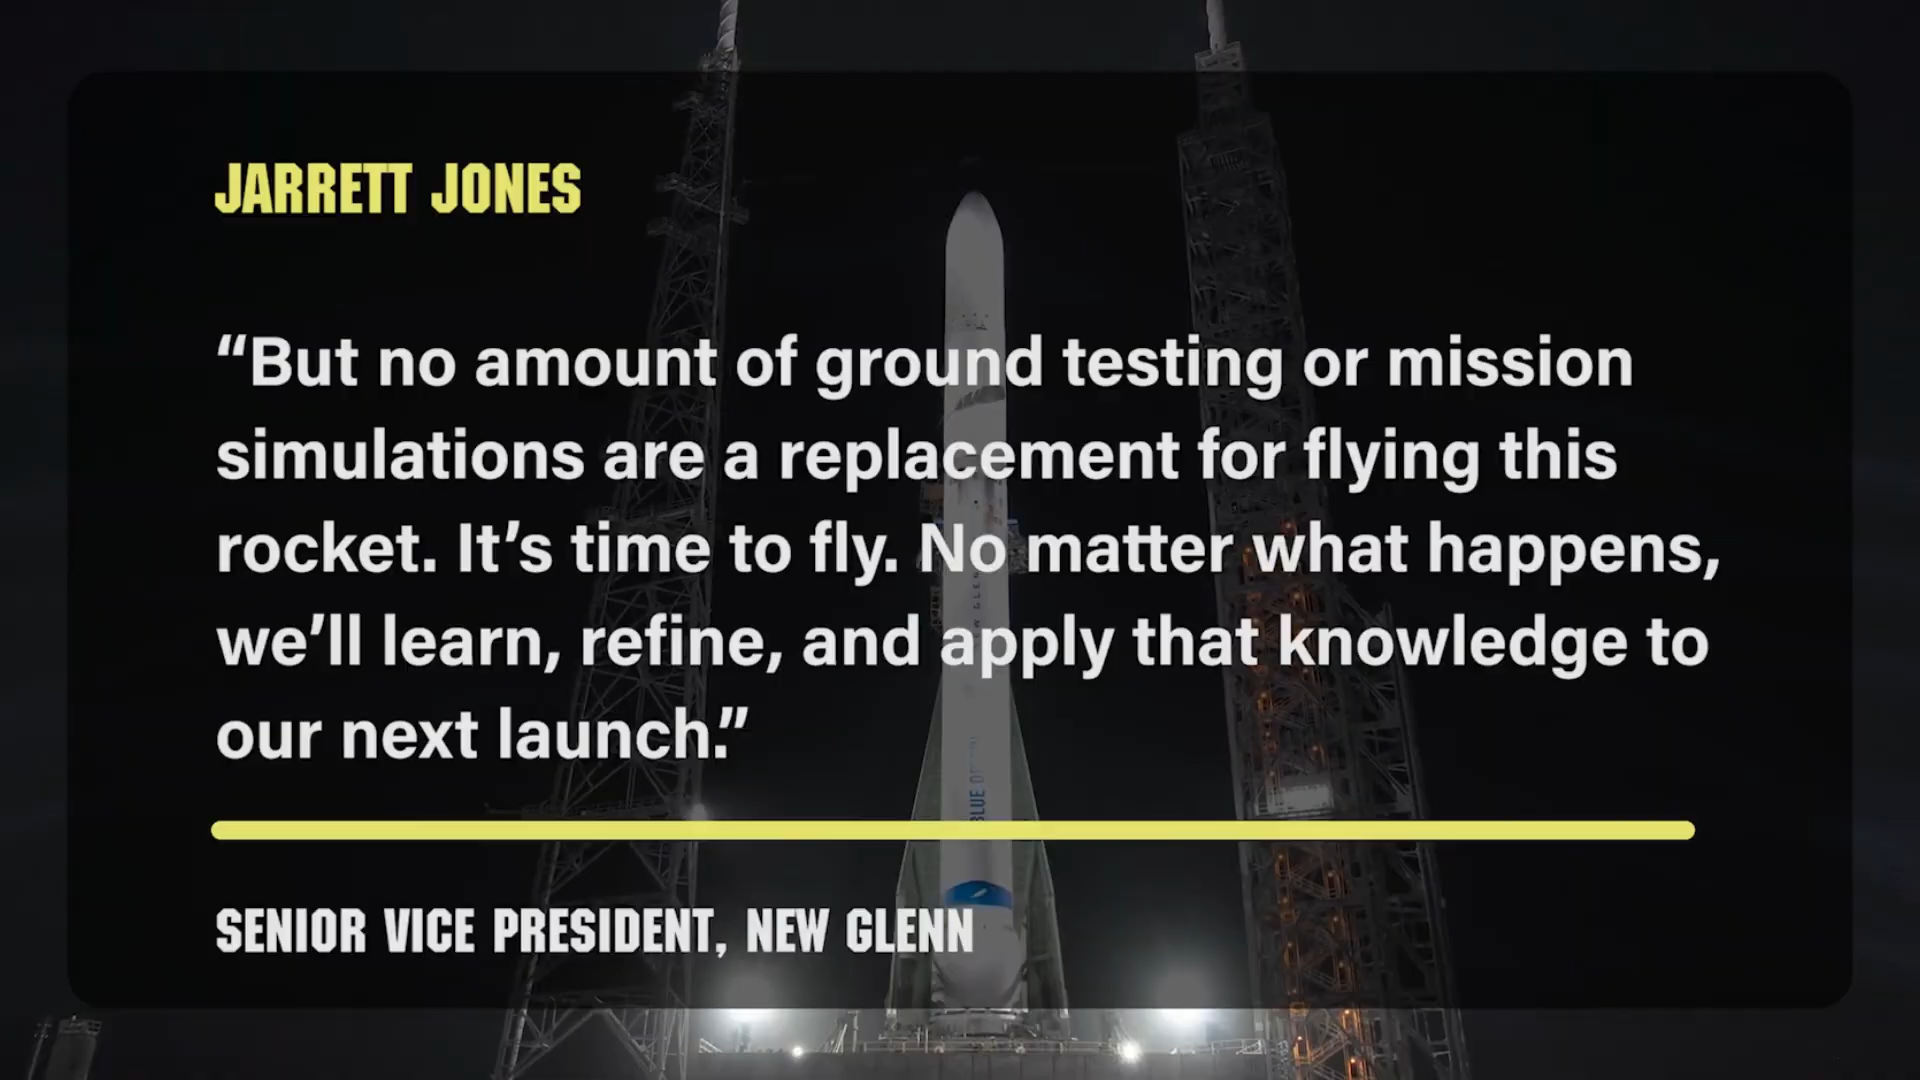 JARRETT JONES
“But no amount of ground testing or mission
simulations are a replacement for flying this
rocket. It’s time to fly. No matter what happens,
we’ll learn, refine, and apply that knowledge to
our next launch.”
BLUE ORIGIN
SENIOR VICE PRESIDENT, NEW GLENN